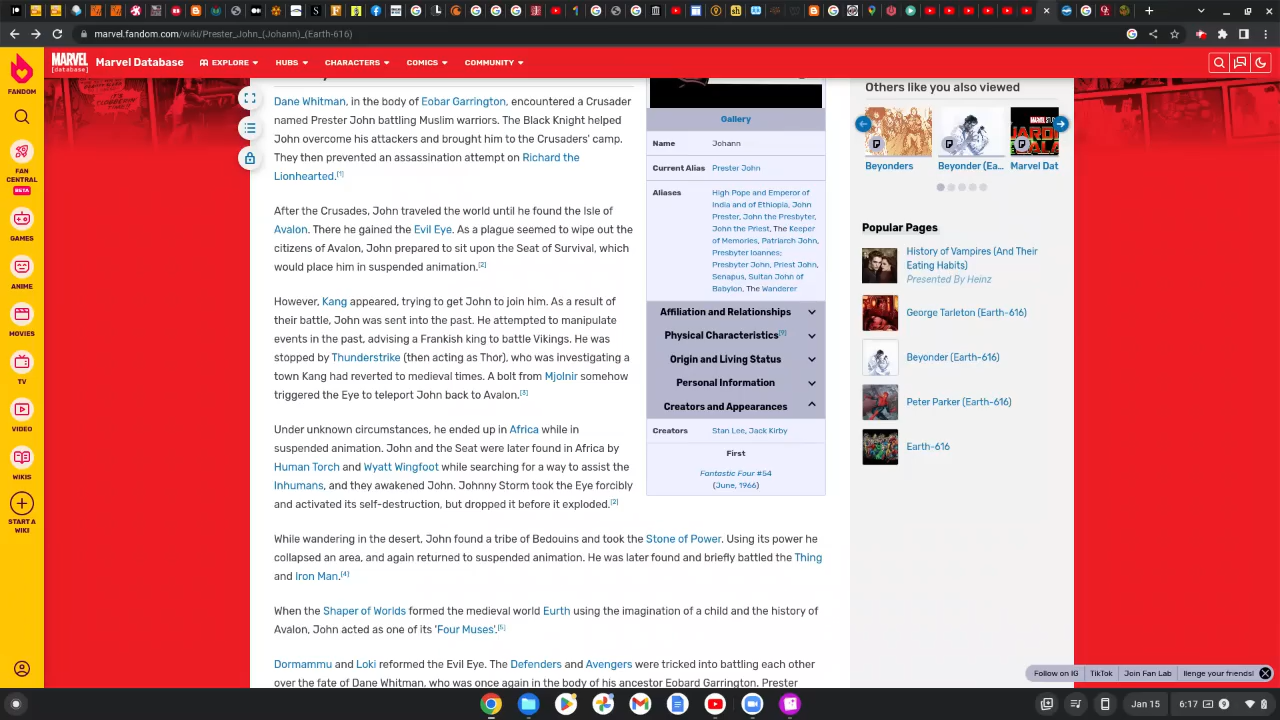 marvel.fandom.com/wiki/Prester_John_(Johann)_(Earth-616)
FANDOM
MARVEL
[database]
Marvel Database
EXPLORE
HUBS
CHARACTERS
COMICS
COMMUNITY
FAN
CENTRAL
BETA
GAMES
ANIME
MOVIES
TV
VIDEO
WIKIS
START A
WIKI
Dane Whitman, in the body of Eobar Garrington, encountered a Crusader
named Prester John battling Muslim warriors. The Black Knight helped
John overcome his attackers and brought him to the Crusaders' camp.
They then prevented an assassination attempt on Richard the
Lionhearted.[1]
After the Crusades, John traveled the world until he found the Isle of
Avalon. There he gained the Evil Eye. As a plague seemed to wipe out the
citizens of Avalon, John prepared to sit upon the Seat of Survival, which
would place him in suspended animation.[2]
However, Kang appeared, trying to get John to join him. As a result of
their battle, John was sent into the past. He attempted to manipulate
events in the past, advising a Frankish king to battle Vikings. He was
stopped by Thunderstrike (then acting as Thor), who was investigating a
town Kang had reverted to medieval times. A bolt from Mjolnir somehow
triggered the Eye to teleport John back to Avalon.[3]
Under unknown circumstances, he ended up in Africa while in
suspended animation. John and the Seat were later found in Africa by
Human Torch and Wyatt Wingfoot while searching for a way to assist the
Inhumans, and they awakened John. Johnny Storm took the Eye forcibly
and activated its self-destruction, but dropped it before it exploded.[2]
While wandering in the desert, John found a tribe of Bedouins and took the Stone of Power. Using its power he
collapsed an area, and again returned to suspended animation. He was later found and briefly battled the Thing
and Iron Man.[4]
When the Shaper of Worlds formed the medieval world Eurth using the imagination of a child and the history of
Avalon, John acted as one of its 'Four Muses'.[5]
Dormammu and Loki reformed the Evil Eye. The Defenders and Avengers were tricked into battling each other
over the fate of Dane Whitman, who was once again in the body of his ancestor Eobard Garrington. Prester
Gallery
Name Johann
Current Alias Prester John
Aliases High Pope and Emperor of
India and of Ethiopia, John
Prester, John the Presbyter,
John the Priest, The Keeper
of Memories, Patriarch John,
Presbyter Ioannes;
Presbyter John, Priest John,
Senapus, Sultan John of
Babylon, The Wanderer
Affiliation and Relationships
Physical Characteristics[9]
Origin and Living Status
Personal Information
Creators and Appearances
Creators Stan Lee, Jack Kirby
First
Fantastic Four #54
(June, 1966)
Others like you also viewed
Beyonders
Beyonder (Ea...
Marvel Dat
Popular Pages
History of Vampires (And Their
Eating Habits)
Presented By Heinz
George Tarleton (Earth-616)
Beyonder (Earth-616)
Peter Parker (Earth-616)
Earth-616
Follow on IG
TikTok
Join Fan Lab
llenge your friends!
Jan 15
6:17